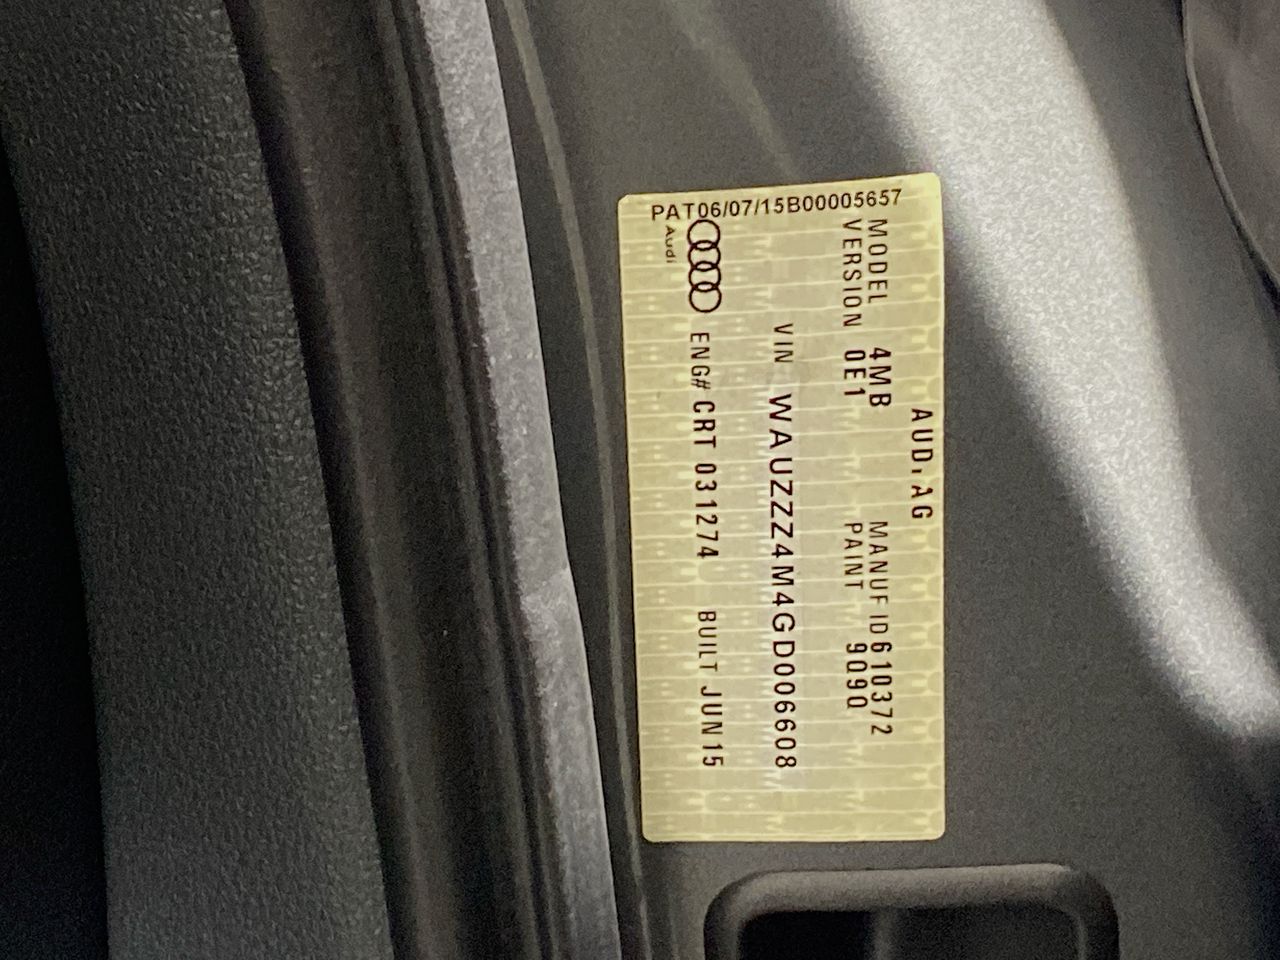 PAT06/07/15B00005657
AUD.AG
MODEL 4MB MANUF ID610372
VERSION 0E1 PAINT 9090
VIN WAUZZZ4M4GD006608
ENG# CRT 031274 BUILT JUN15
Audi